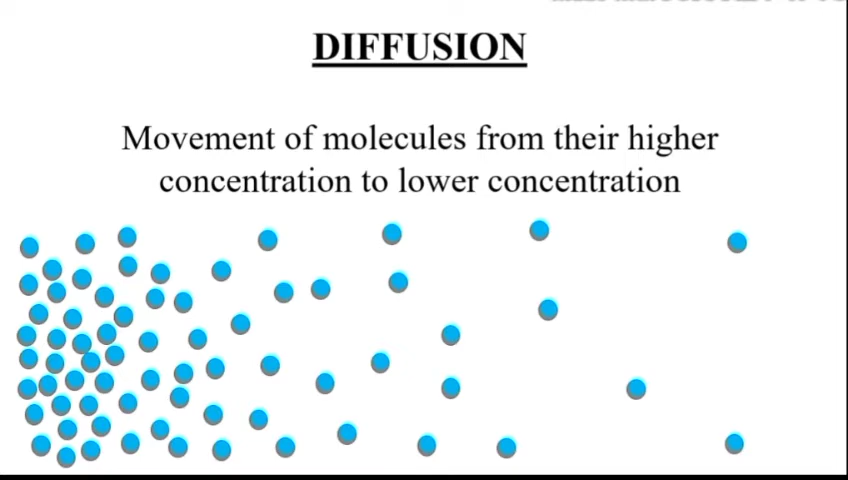 DIFFUSION
Movement of molecules from their higher
concentration to lower concentration